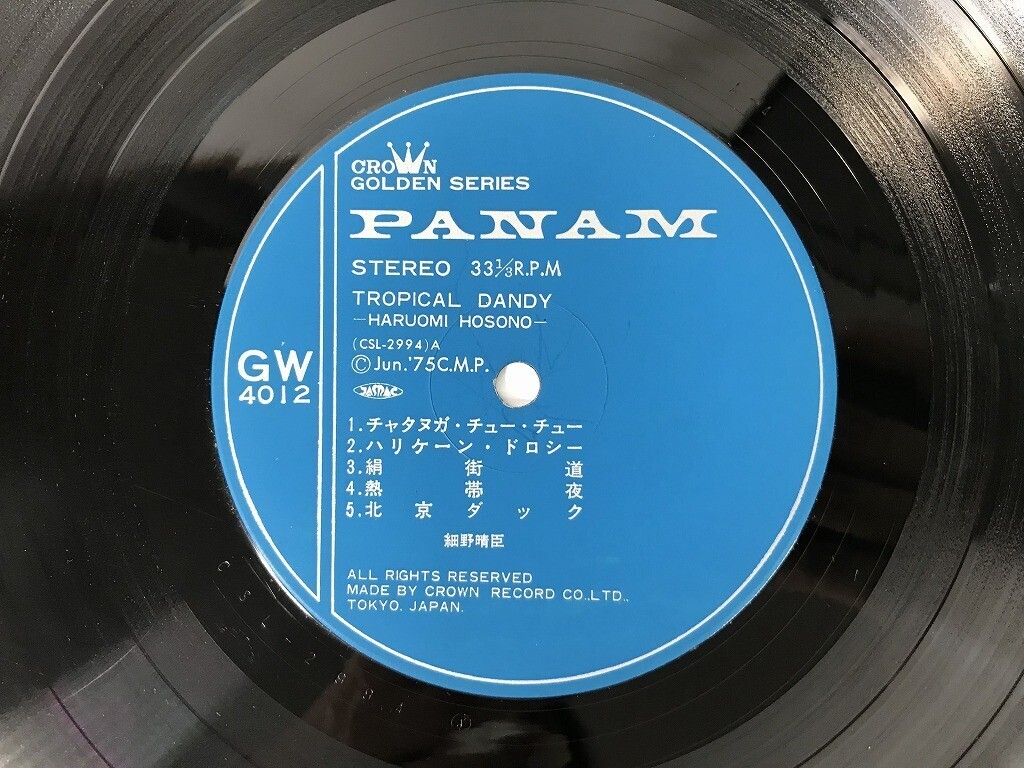 CROWN
GOLDEN SERIES
PANAM
STEREO 33⅓R.P.M
TROPICAL DANDY
—HARUOMI HOSONO—
(CSL-2994)A
ⒸJun.'75C.M.P.
JASRAC
GW
4012
1.チャタヌガ・チュー・チュー
2.ハリケーン・ドロシー
3.絹街道
4.熱帯夜
5.北京ダック
細野晴臣
ALL RIGHTS RESERVED
MADE BY CROWN RECORD CO.,LTD.,
TOKYO. JAPAN.